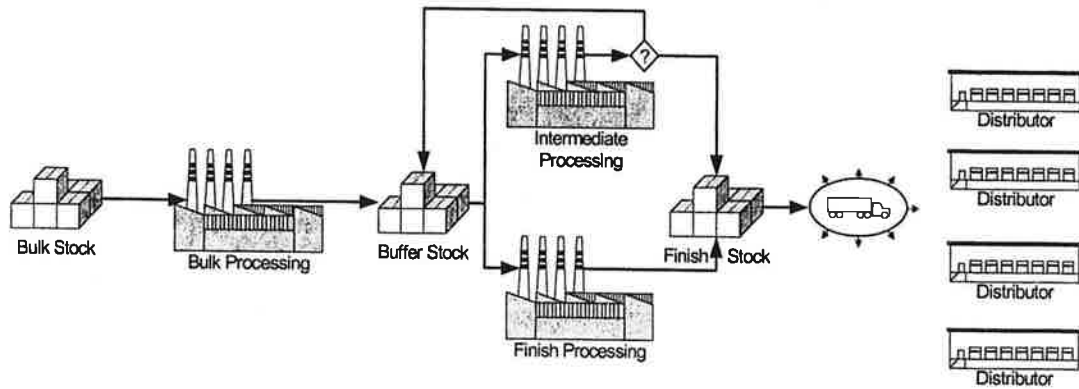 ?
Intermediate
Processing
Bulk Stock
Bulk Processing
Buffer Stock
Finish Stock
Finish Processing
Distributor
Distributor
Distributor
Distributor